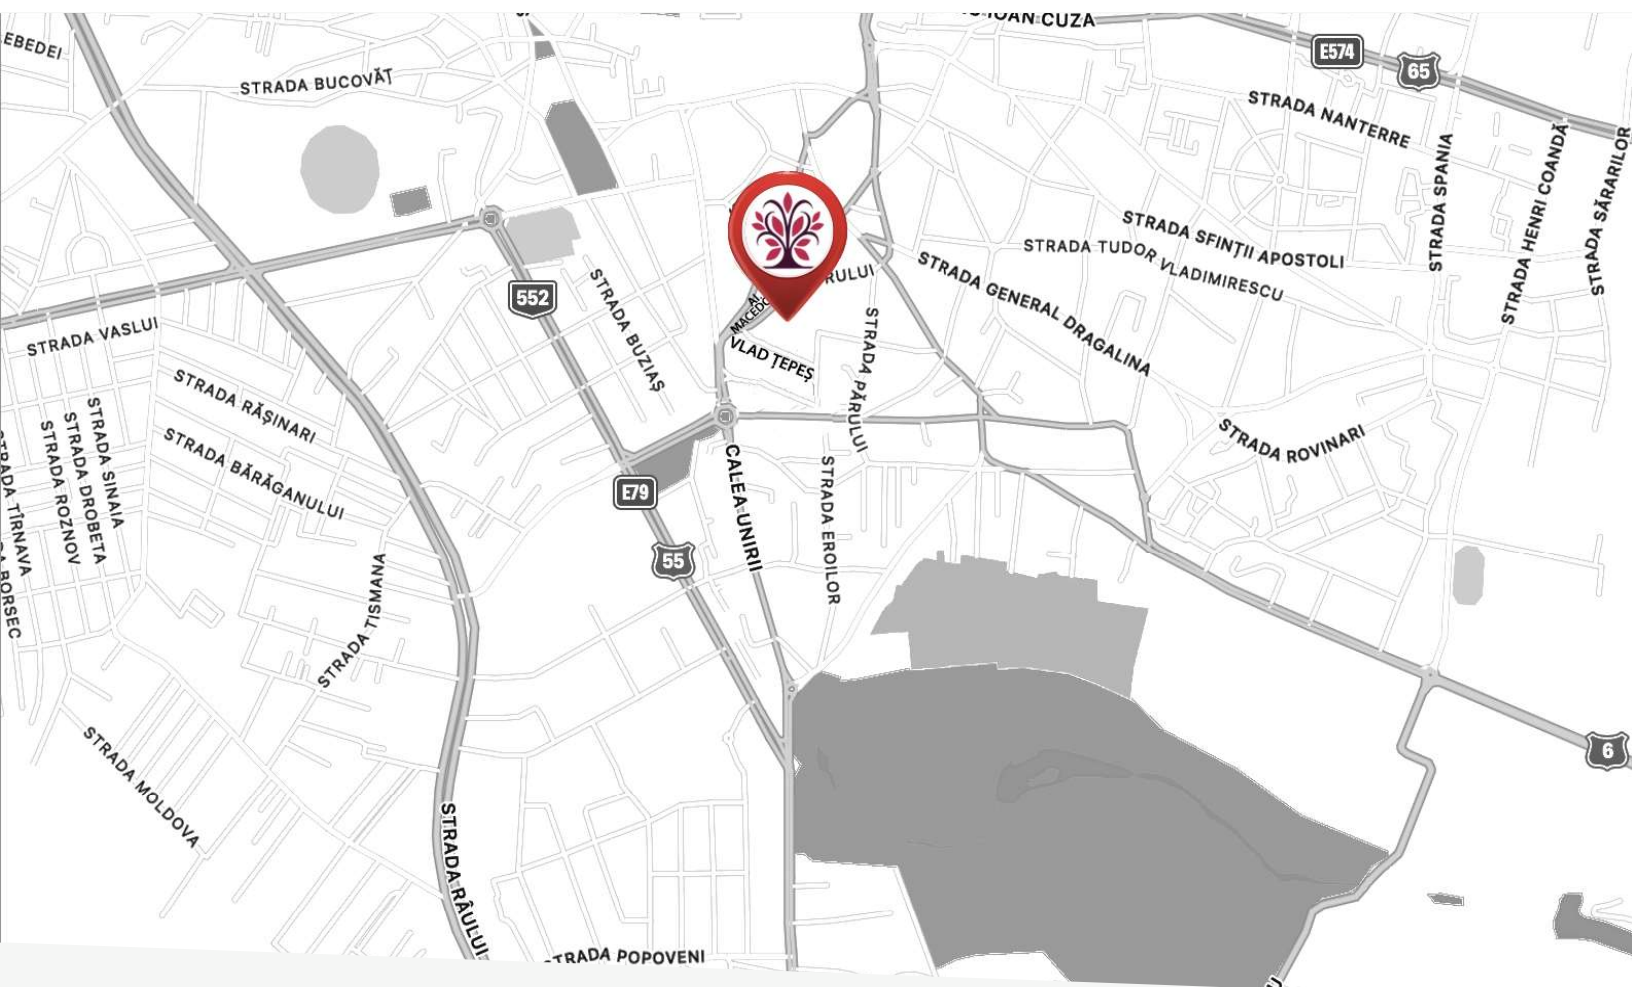 IOAN CUZA
EBEDEI
E574
65
STRADA BUCOVĂȚ
STRADA NANTERRE
STRADA SPANIA
STRADA HENRI COANDĂ
STRADA SĂRARILOR
STRADA SFINȚII APOSTOLI
STRADA TUDOR VLADIMIRESCU
STRADA GENERAL DRAGALINA
RULUI
552
STRADA BUZIAȘ
MACEDO
VLAD ȚEPEȘ
STRADA PĂRULUI
STRADA VASLUI
STRADA RĂȘINARI
STRADA BĂRĂGANULUI
STRADA SINAIA
STRADA DROBETA
STRADA ROZNOV
STRADA TÎRNAVA
BORSEC
STRADA ROVINARI
CALEA UNIRII
STRADA EROILOR
E79
55
STRADA TISMANA
STRADA MOLDOVA
6
STRADA RÂULUI
STRADA POPOVENI